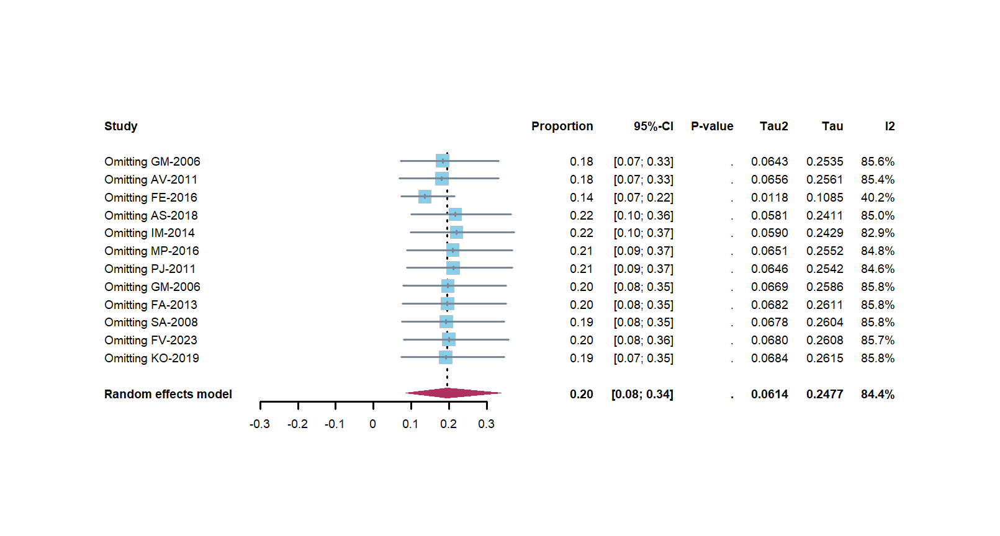 Study Proportion 95%-CI P-value Tau2 Tau I2
Omitting GM-2006 0.18 [0.07; 0.33] . 0.0643 0.2535 85.6%
Omitting AV-2011 0.18 [0.07; 0.33] . 0.0656 0.2561 85.4%
Omitting FE-2016 0.14 [0.07; 0.22] . 0.0118 0.1085 40.2%
Omitting AS-2018 0.22 [0.10; 0.36] . 0.0581 0.2411 85.0%
Omitting IM-2014 0.22 [0.10; 0.37] . 0.0590 0.2429 82.9%
Omitting MP-2016 0.21 [0.09; 0.37] . 0.0651 0.2552 84.8%
Omitting PJ-2011 0.21 [0.09; 0.37] . 0.0646 0.2542 84.6%
Omitting GM-2006 0.20 [0.08; 0.35] . 0.0669 0.2586 85.8%
Omitting FA-2013 0.20 [0.08; 0.35] . 0.0682 0.2611 85.8%
Omitting SA-2008 0.19 [0.08; 0.35] . 0.0678 0.2604 85.8%
Omitting FV-2023 0.20 [0.08; 0.36] . 0.0680 0.2608 85.7%
Omitting KO-2019 0.19 [0.07; 0.35] . 0.0684 0.2615 85.8%
Random effects model 0.20 [0.08; 0.34] . 0.0614 0.2477 84.4%
-0.3 -0.2 -0.1 0 0.1 0.2 0.3